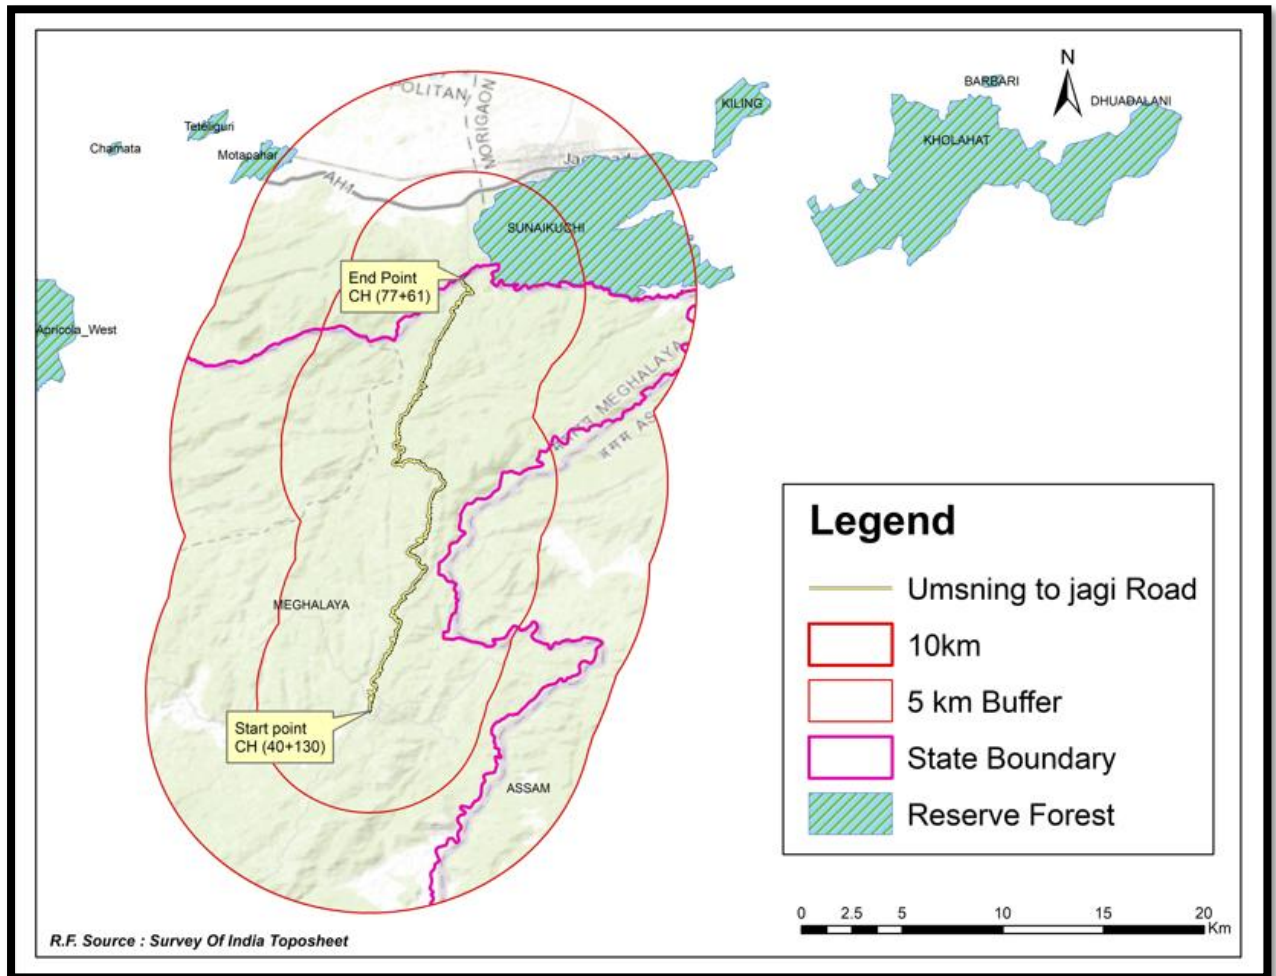 N
BARBARI
KILING
DHUADALANI
POLITAN
MORIGAON
Teteliguri
KHOLAHAT
Chamata
Motapahar
AH1
SUNAIKUCHI
End Point
CH (77+61)
Apricola_West
MEGHALAYA
MEGHALAYA
Start point
CH (40+130)
ASSAM
Legend
Umsning to jagi Road
10km
5 km Buffer
State Boundary
Reserve Forest
0 2.5 5 10 15 20
Km
R.F. Source : Survey Of India Toposheet